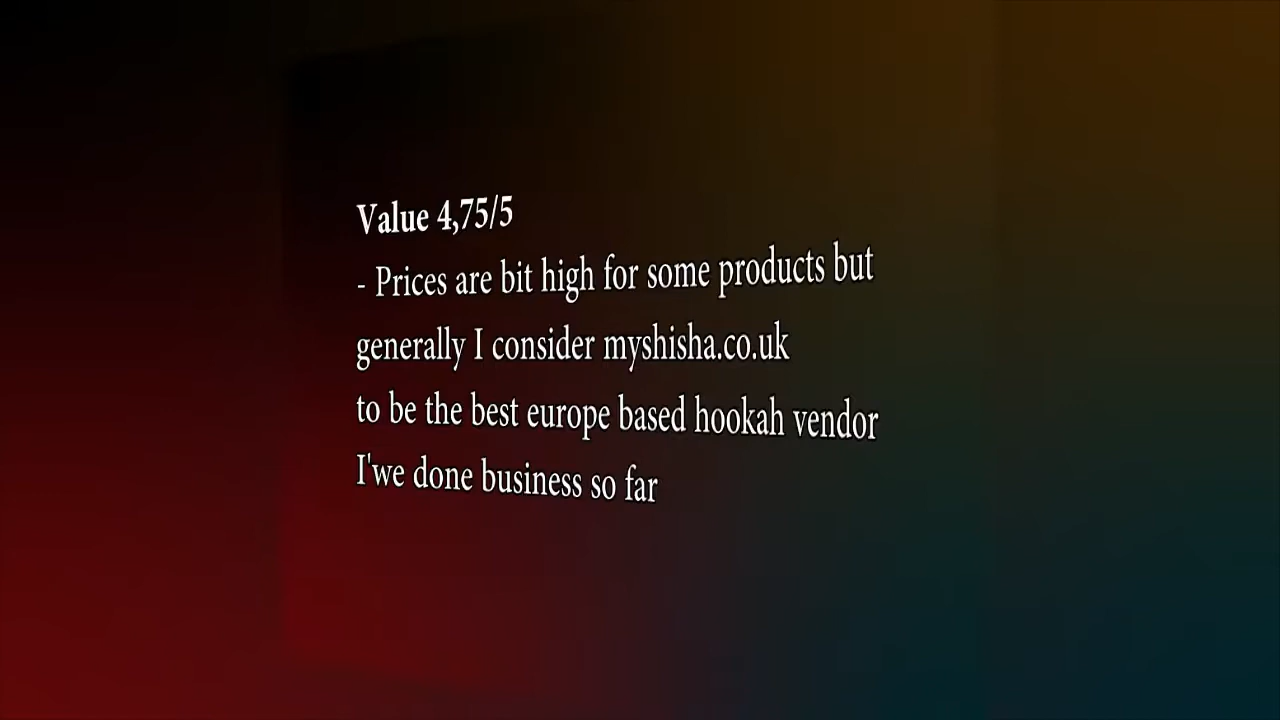 Value 4,75/5
- Prices are bit high for some products but
generally I consider myshisha.co.uk
to be the best europe based hookah vendor
I'we done business so far